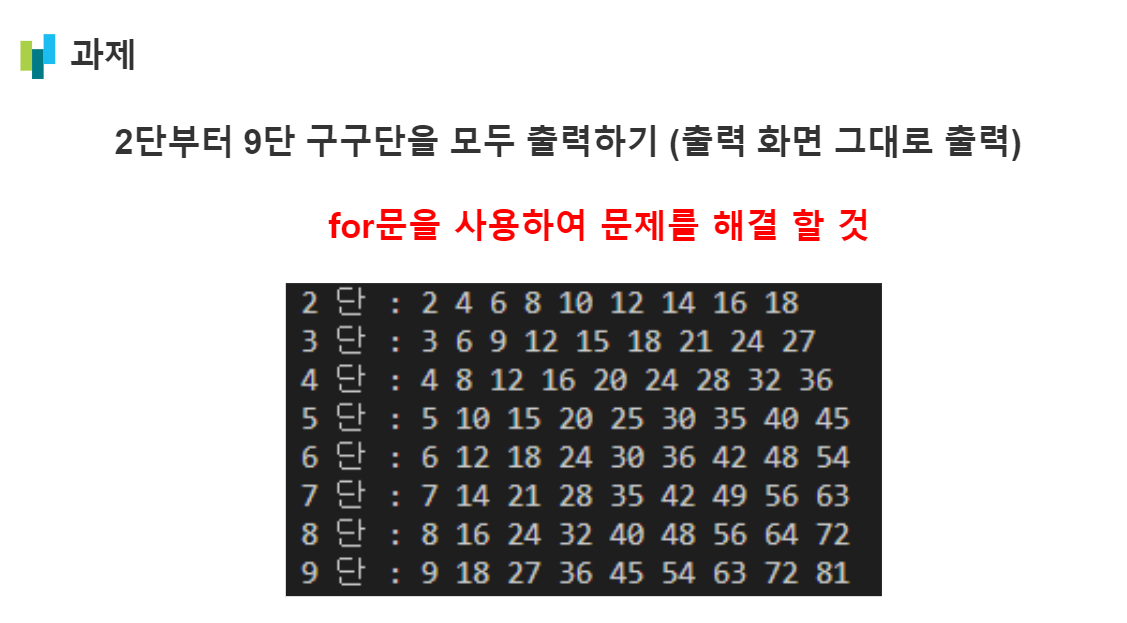 과제
2단부터 9단 구구단을 모두 출력하기 (출력 화면 그대로 출력)
for문을 사용하여 문제를 해결 할 것
2 단 : 2 4 6 8 10 12 14 16 18
3 단 : 3 6 9 12 15 18 21 24 27
4 단 : 4 8 12 16 20 24 28 32 36
5 단 : 5 10 15 20 25 30 35 40 45
6 단 : 6 12 18 24 30 36 42 48 54
7 단 : 7 14 21 28 35 42 49 56 63
8 단 : 8 16 24 32 40 48 56 64 72
9 단 : 9 18 27 36 45 54 63 72 81